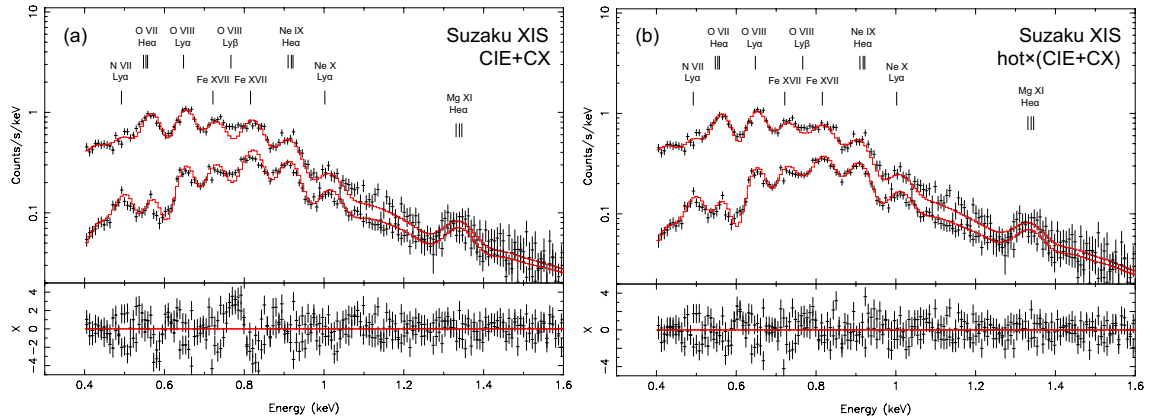 (a)
Suzaku XIS
CIE+CX
O VII
Heα
O VIII
Lyα
O VIII
Lyβ
Ne IX
Heα
N VII
Lyα
Fe XVII
Fe XVII
Ne X
Lyα
Mg XI
Heα
10
1
0.1
Counts/s/keV
4
2
0
−2
−4
χ
0.4
0.6
0.8
1
1.2
1.4
1.6
Energy (keV)
(b)
Suzaku XIS
hot×(CIE+CX)
O VII
Heα
O VIII
Lyα
O VIII
Lyβ
Ne IX
Heα
N VII
Lyα
Fe XVII
Fe XVII
Ne X
Lyα
Mg XI
Heα
10
1
0.1
Counts/s/keV
4
2
0
−2
−4
χ
0.4
0.6
0.8
1
1.2
1.4
1.6
Energy (keV)